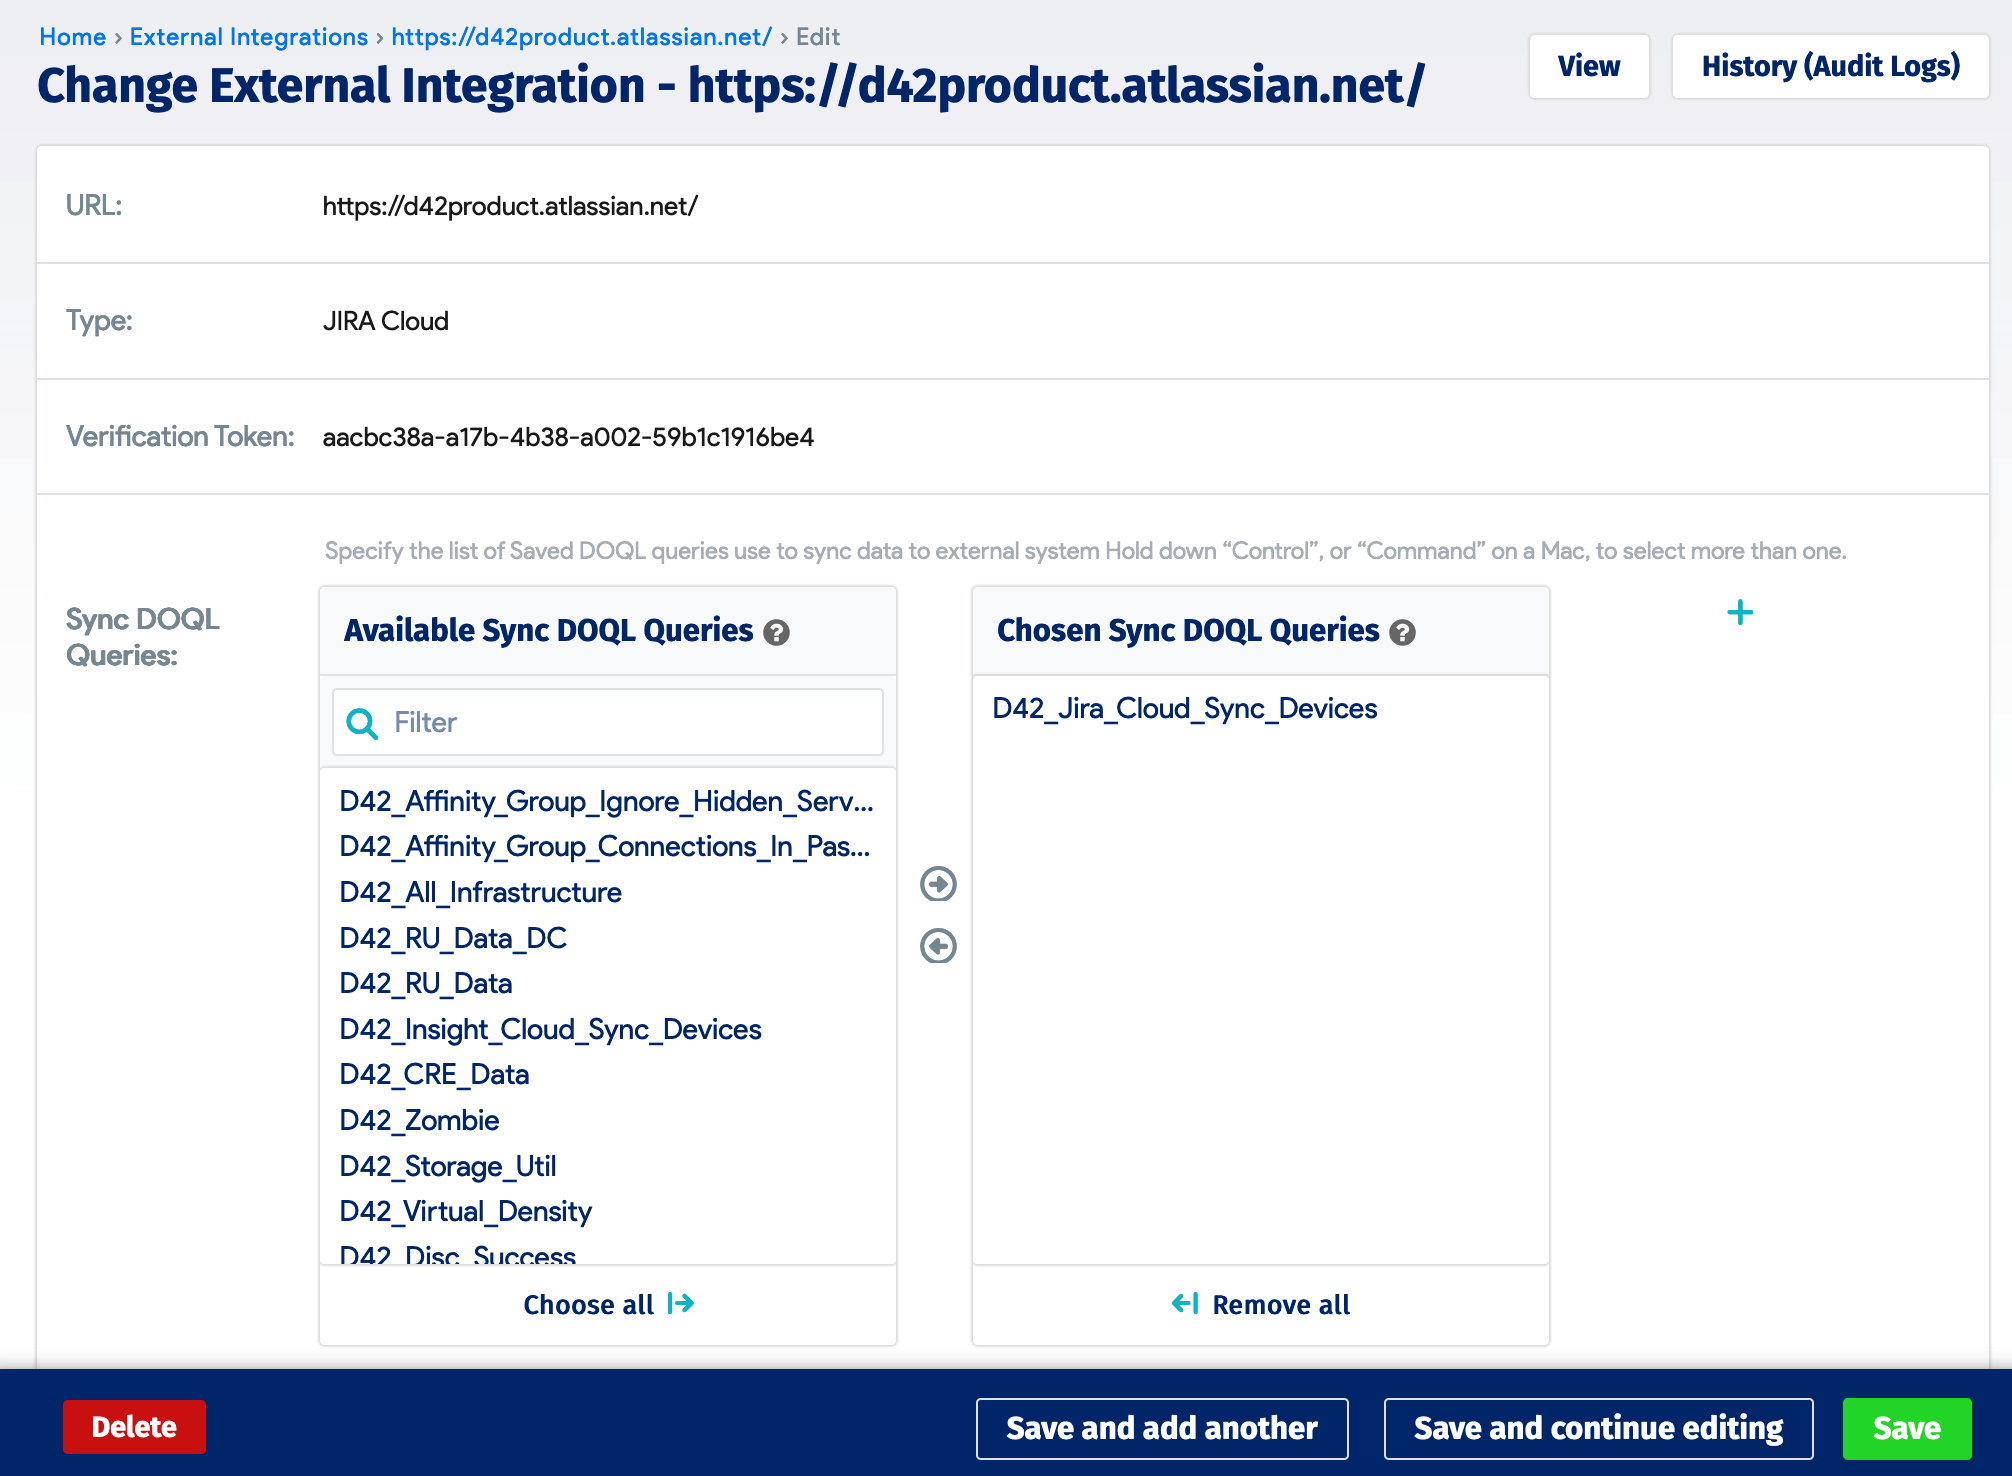 Home › External Integrations › https://d42product.atlassian.net/ › Edit
Change External Integration - https://d42product.atlassian.net/
View
History (Audit Logs)
URL:
https://d42product.atlassian.net/
Type:
JIRA Cloud
Verification Token:
aacbc38a-a17b-4b38-a002-59b1c1916be4
Specify the list of Saved DOQL queries use to sync data to external system Hold down “Control”, or “Command” on a Mac, to select more than one.
Sync DOQL
Queries:
Available Sync DOQL Queries ?
Filter
D42_Affinity_Group_Ignore_Hidden_Serv...
D42_Affinity_Group_Connections_In_Pas...
D42_All_Infrastructure
D42_RU_Data_DC
D42_RU_Data
D42_Insight_Cloud_Sync_Devices
D42_CRE_Data
D42_Zombie
D42_Storage_Util
D42_Virtual_Density
D42_Disc_Success
Choose all
Chosen Sync DOQL Queries ?
D42_Jira_Cloud_Sync_Devices
Remove all
Delete
Save and add another
Save and continue editing
Save